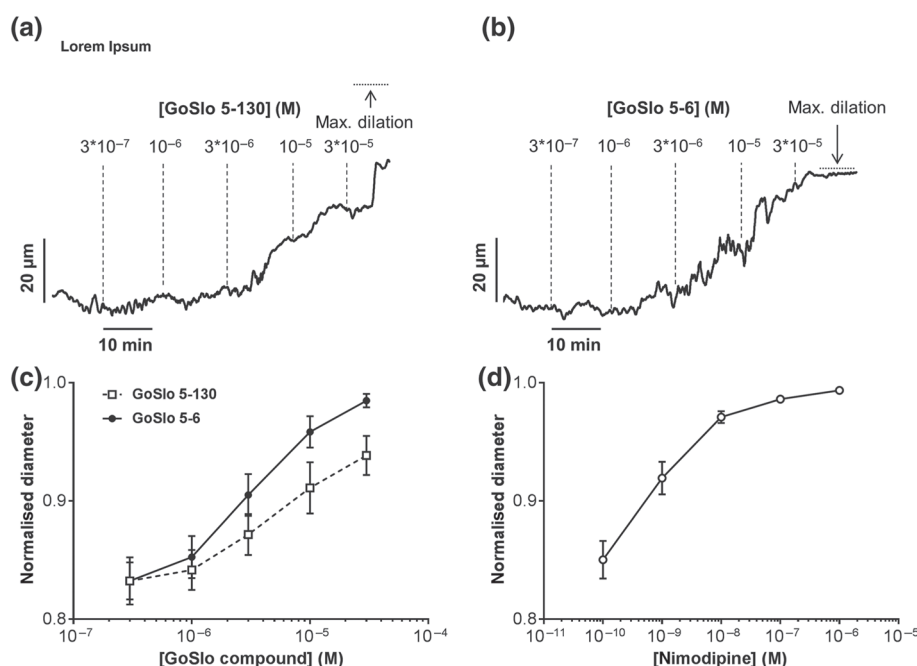 (a)
Lorem Ipsum
[GoSlo 5-130] (M)
Max. dilation
3*10⁻⁷ 10⁻⁶ 3*10⁻⁶ 10⁻⁵ 3*10⁻⁵
20 μm
10 min
(b)
[GoSlo 5-6] (M)
Max. dilation
3*10⁻⁷ 10⁻⁶ 3*10⁻⁶ 10⁻⁵ 3*10⁻⁵
20 μm
10 min
(c)
GoSlo 5-130
GoSlo 5-6
Normalised diameter
1.0
0.9
0.8
10⁻⁷ 10⁻⁶ 10⁻⁵ 10⁻⁴
[GoSlo compound] (M)
(d)
Normalised diameter
1.0
0.9
0.8
10⁻¹¹ 10⁻¹⁰ 10⁻⁹ 10⁻⁸ 10⁻⁷ 10⁻⁶ 10⁻⁵
[Nimodipine] (M)